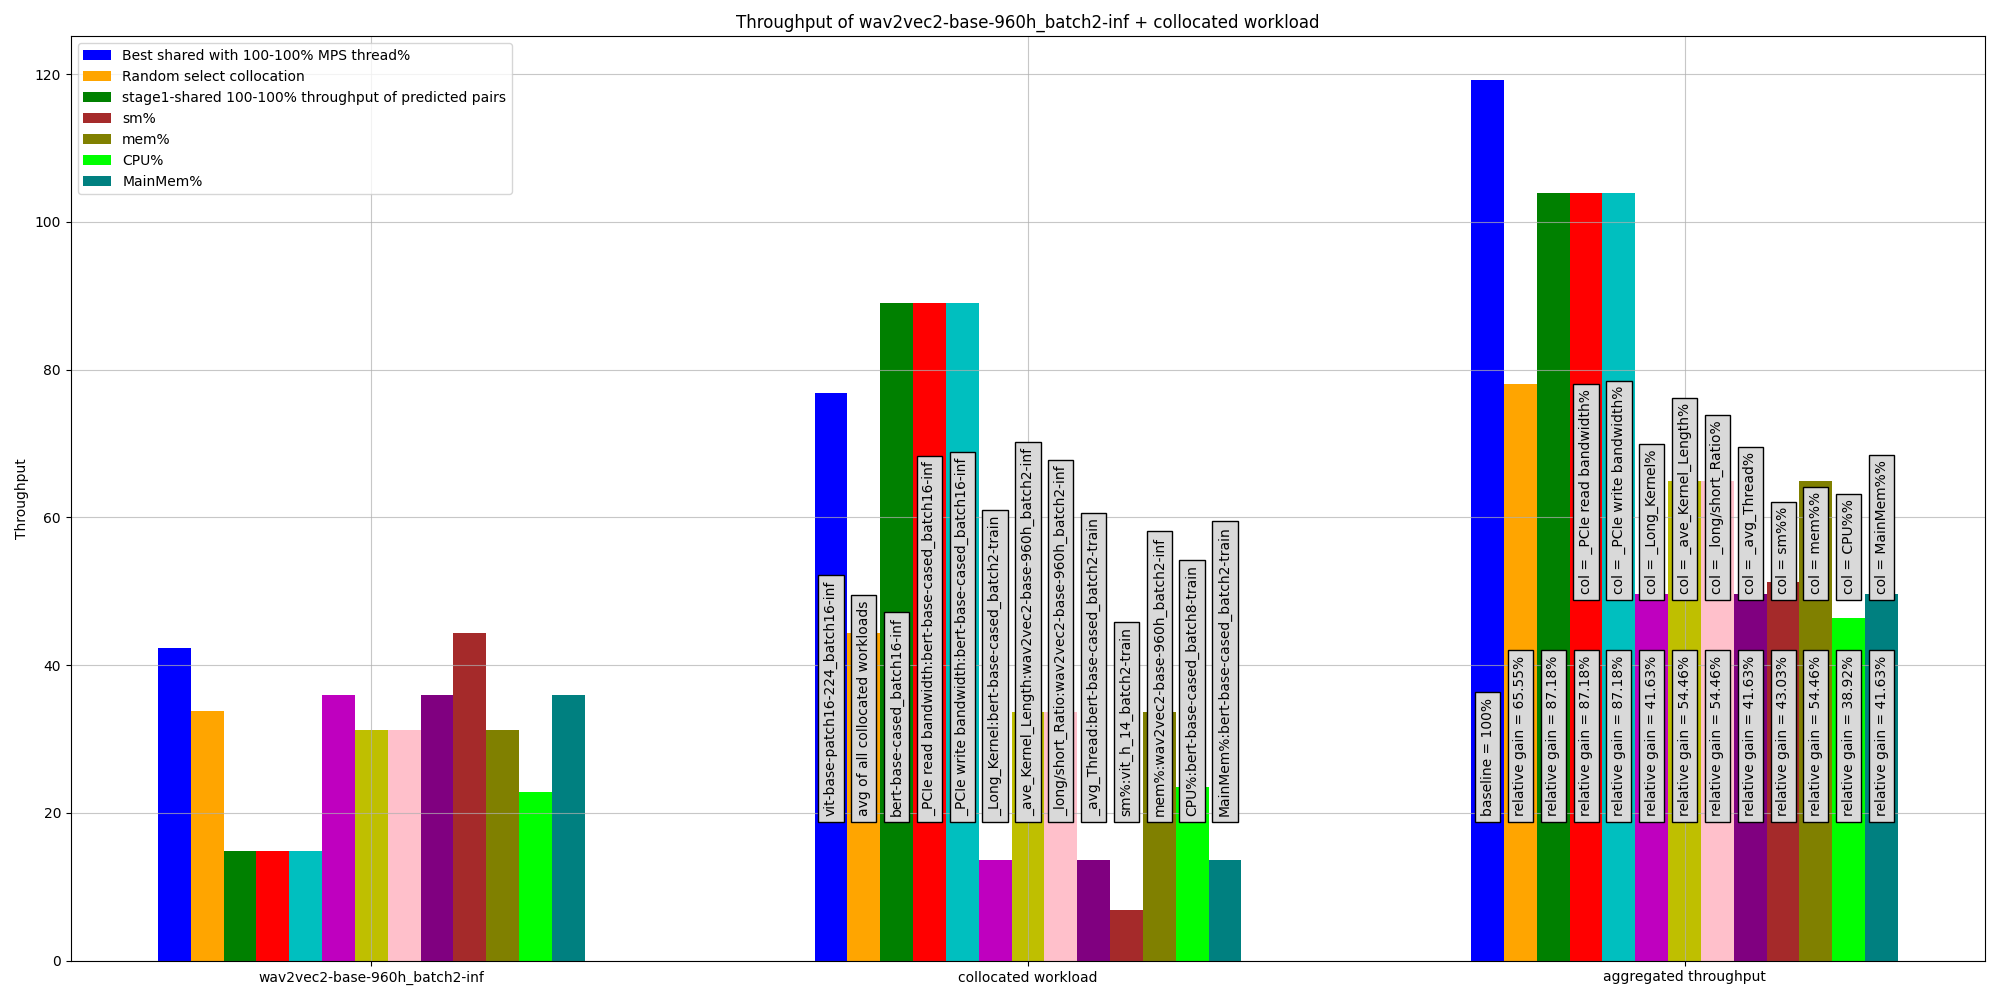 Throughput of wav2vec2-base-960h_batch2-inf + collocated workload
Best shared with 100-100% MPS thread%
Random select collocation
stage1-shared 100-100% throughput of predicted pairs
sm%
mem%
CPU%
MainMem%
Throughput
120
100
80
60
40
20
0
vit-base-patch16-224_batch16-inf
avg of all collocated workloads
bert-base-cased_batch16-inf
_PCIe read bandwidth:bert-base-cased_batch16-inf
_PCIe write bandwidth:bert-base-cased_batch16-inf
_Long_Kernel:bert-base-cased_batch2-train
_ave_Kernel_Length:wav2vec2-base-960h_batch2-inf
_long/short_Ratio:wav2vec2-base-960h_batch2-inf
_avg_Thread:bert-base-cased_batch2-train
sm%:vit_h_14_batch2-train
mem%:wav2vec2-base-960h_batch2-inf
CPU%:bert-base-cased_batch8-train
MainMem%:bert-base-cased_batch2-train
col = _PCIe read bandwidth%
col = _PCIe write bandwidth%
col = _Long_Kernel%
col = _ave_Kernel_Length%
col = _long/short_Ratio%
col = _avg_Thread%
col = sm%%
col = mem%%
col = CPU%%
col = MainMem%%
baseline = 100%
relative gain = 65.55%
relative gain = 87.18%
relative gain = 87.18%
relative gain = 87.18%
relative gain = 41.63%
relative gain = 54.46%
relative gain = 54.46%
relative gain = 41.63%
relative gain = 43.03%
relative gain = 54.46%
relative gain = 38.92%
relative gain = 41.63%
wav2vec2-base-960h_batch2-inf
collocated workload
aggregated throughput